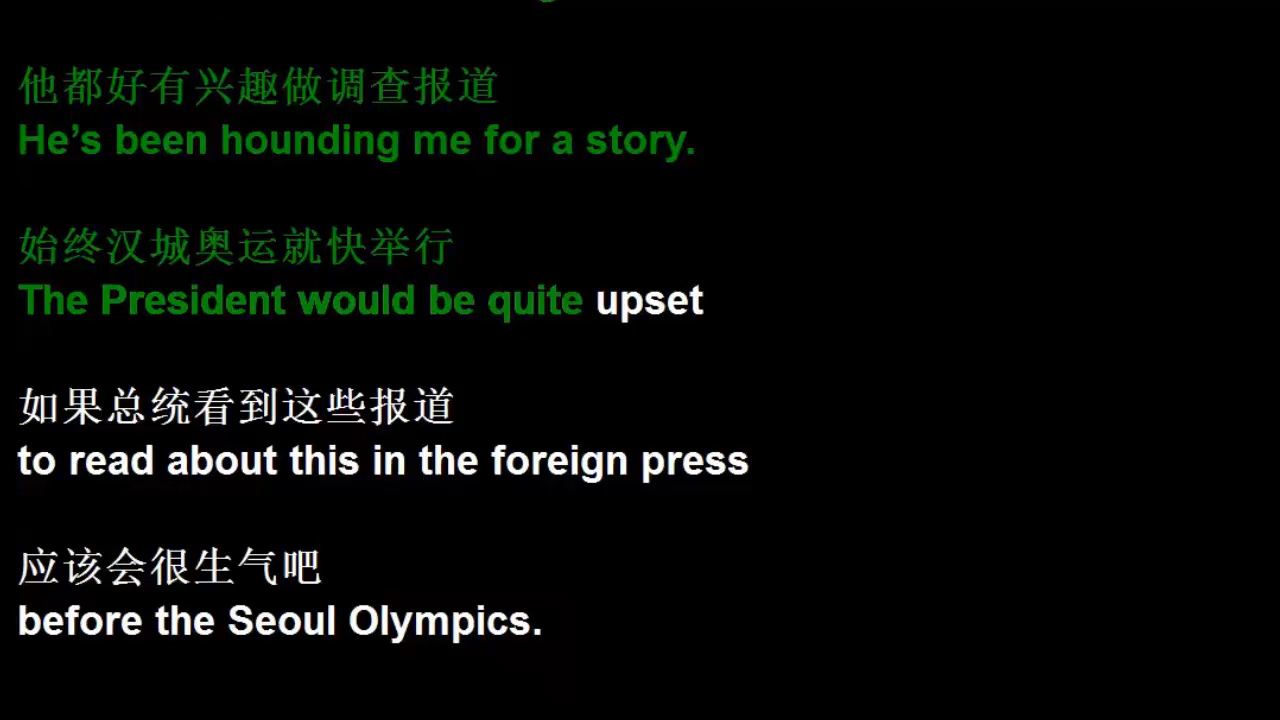 他都好有兴趣做调查报道
He’s been hounding me for a story.
始终汉城奥运就快举行
The President would be quite upset
如果总统看到这些报道
to read about this in the foreign press
应该会很生气吧
before the Seoul Olympics.